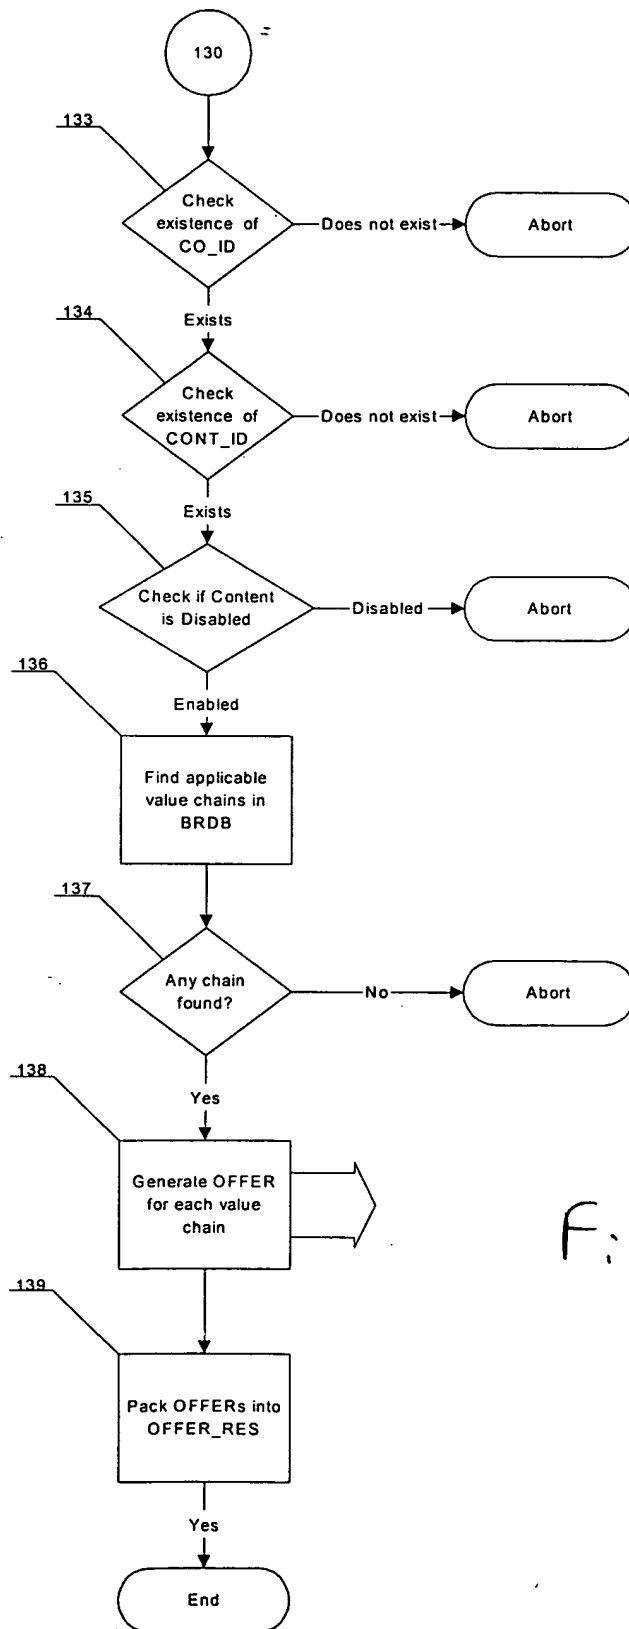 130
133
Check
existence of
CO_ID
Does not exist
Abort
Exists
134
Check
existence of
CONT_ID
Does not exist
Abort
Exists
135
Check if Content
is Disabled
Disabled
Abort
Enabled
136
Find applicable
value chains in
BRDB
137
Any chain
found?
No
Abort
Yes
138
Generate OFFER
for each value
chain
139
Pack OFFERs into
OFFER_RES
Yes
End